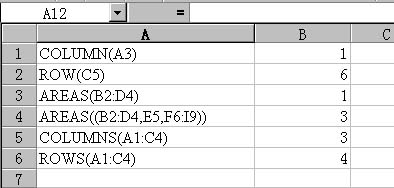 A12 =
A B C
1 COLUMN(A3) 1
2 ROW(C5) 6
3 AREAS(B2:D4) 1
4 AREAS((B2:D4,E5,F6:I9)) 3
5 COLUMNS(A1:C4) 3
6 ROWS(A1:C4) 4
7